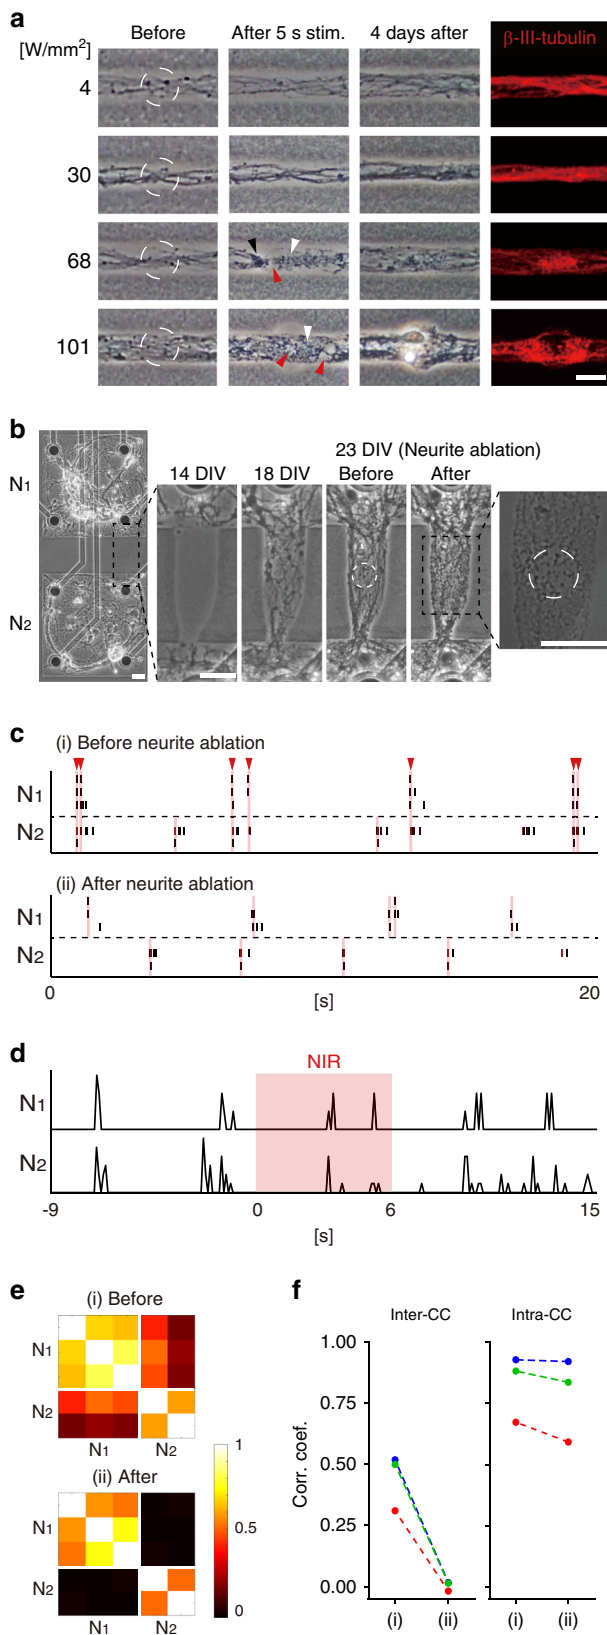 a
Before After 5 s stim. 4 days after β-III-tubulin
[W/mm²]
4
30
68
101
b
23 DIV (Neurite ablation)
14 DIV 18 DIV Before After
N1
N2
c
(i) Before neurite ablation
N1
N2
(ii) After neurite ablation
N1
N2
0 20
[s]
d
NIR
N1
N2
-9 0 6 15
[s]
e
(i) Before
N1
N2
N1 N2
(ii) After
N1
N2
N1 N2
1
0.5
0
f
Inter-CC Intra-CC
Corr. coef.
1.00
0.75
0.50
0.25
0.00
(i) (ii) (i) (ii)